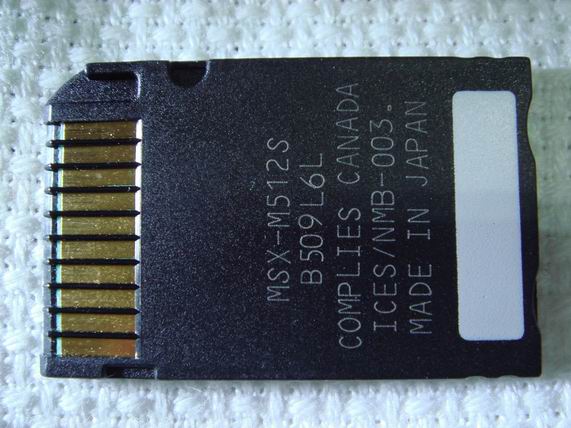 MSX-M512S
B509L6L
COMPLIES CANADA
ICES/NMB-003.
MADE IN JAPAN